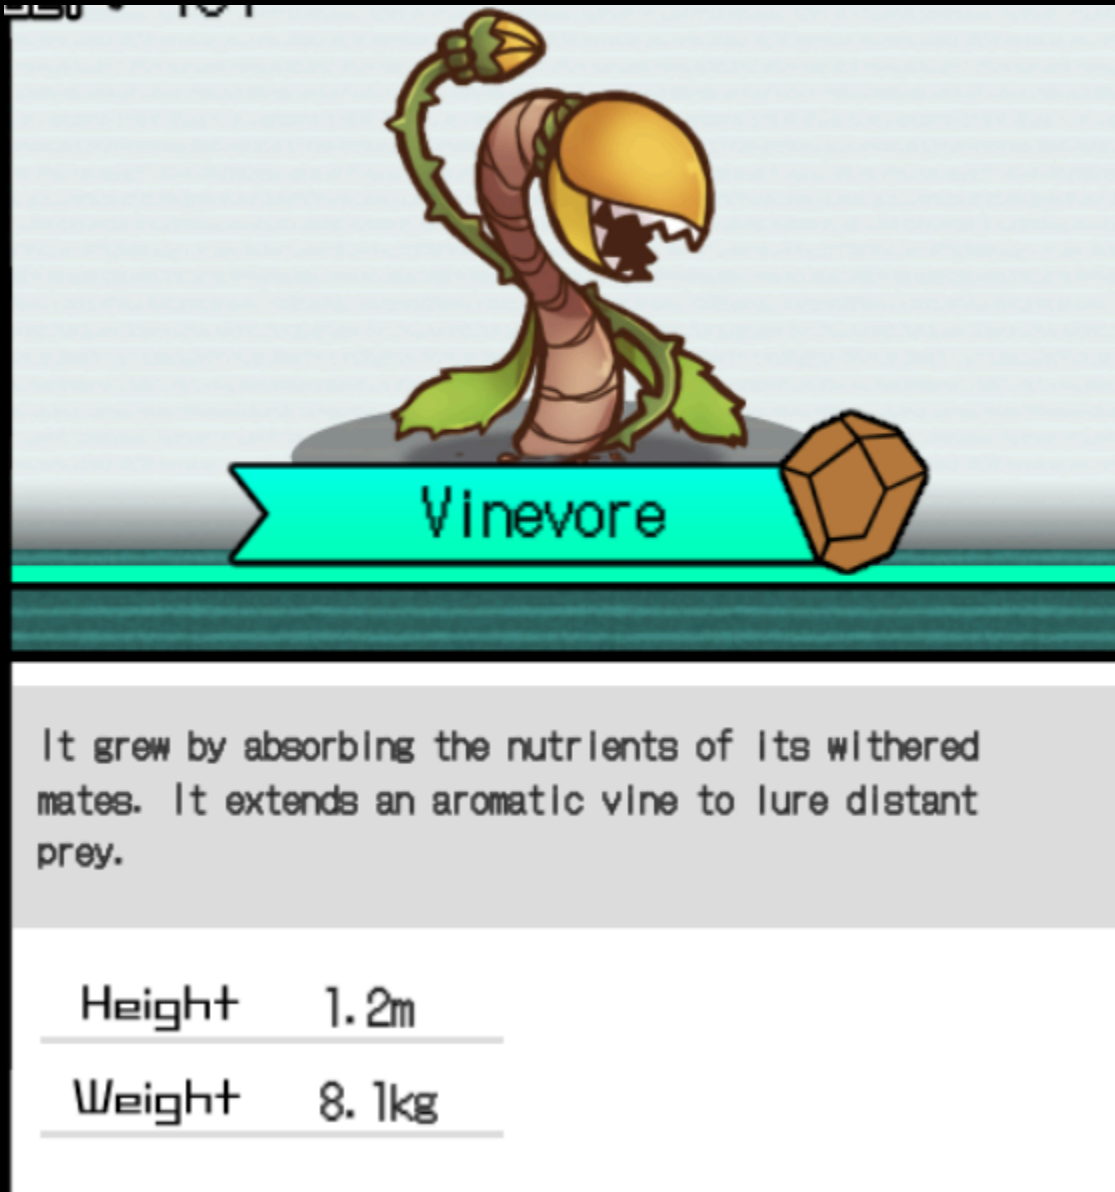 Vinevore
It grew by absorbing the nutrients of its withered
mates. It extends an aromatic vine to lure distant
prey.
Height 1.2m
Weight 8.1kg